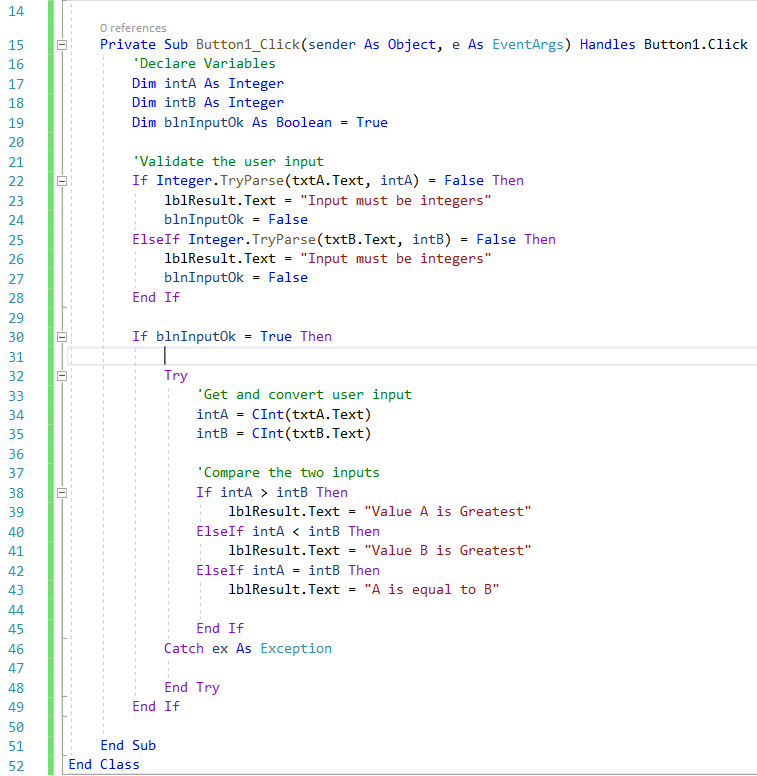 14
0 references
15 Private Sub Button1_Click(sender As Object, e As EventArgs) Handles Button1.Click
16 'Declare Variables
17 Dim intA As Integer
18 Dim intB As Integer
19 Dim blnInputOk As Boolean = True
20
21 'Validate the user input
22 If Integer.TryParse(txtA.Text, intA) = False Then
23 lblResult.Text = "Input must be integers"
24 blnInputOk = False
25 ElseIf Integer.TryParse(txtB.Text, intB) = False Then
26 lblResult.Text = "Input must be integers"
27 blnInputOk = False
28 End If
29
30 If blnInputOk = True Then
31
32 Try
33 'Get and convert user input
34 intA = CInt(txtA.Text)
35 intB = CInt(txtB.Text)
36
37 'Compare the two inputs
38 If intA > intB Then
39 lblResult.Text = "Value A is Greatest"
40 ElseIf intA < intB Then
41 lblResult.Text = "Value B is Greatest"
42 ElseIf intA = intB Then
43 lblResult.Text = "A is equal to B"
44
45 End If
46 Catch ex As Exception
47
48 End Try
49 End If
50
51 End Sub
52 End Class